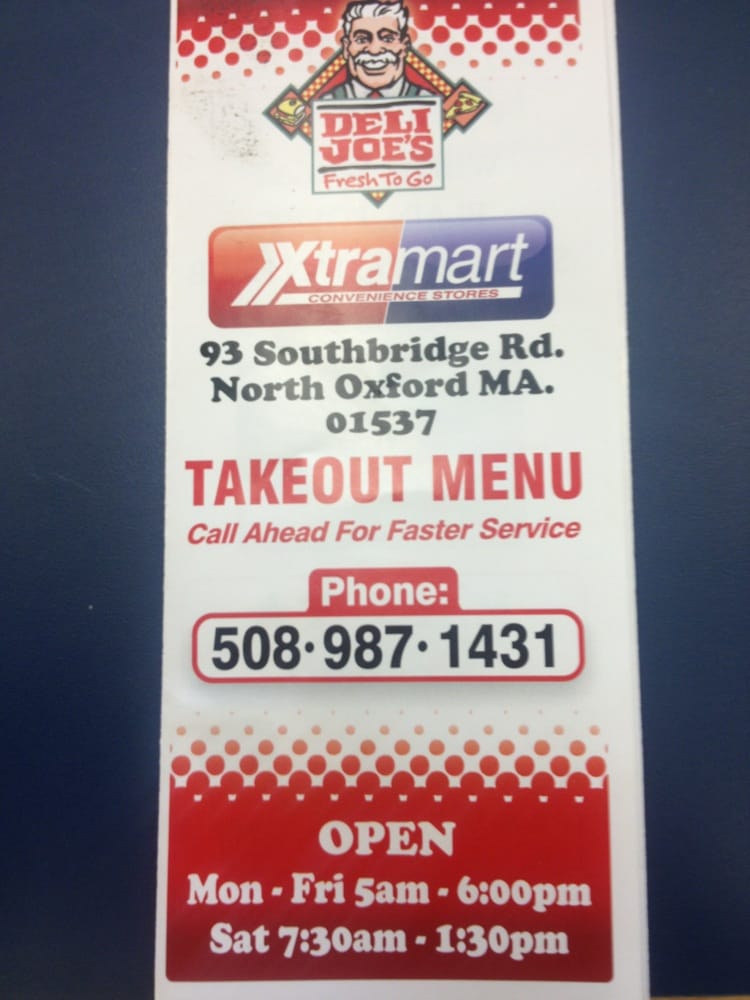 DELI
JOE'S
Fresh To Go
Xtramart
CONVENIENCE STORES
93 Southbridge Rd.
North Oxford MA.
01537
TAKEOUT MENU
Call Ahead For Faster Service
Phone:
508·987·1431
OPEN
Mon - Fri 5am - 6:00pm
Sat 7:30am - 1:30pm